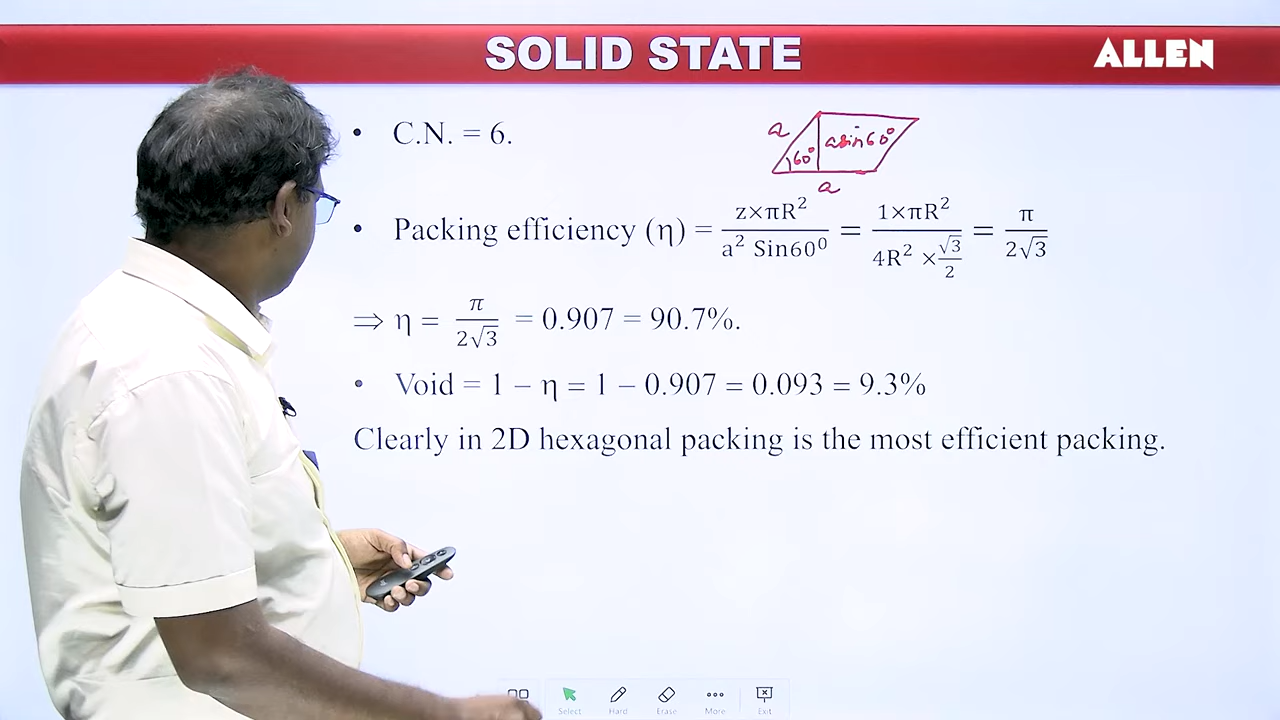 SOLID STATE
ALLEN
• C.N. = 6.
a
60°
a sin 60°
a
• Packing efficiency (η) = z×πR² / a² Sin60⁰ = 1×πR² / 4R² × √3/2 = π / 2√3
⇒ η = π / 2√3 = 0.907 = 90.7%.
• Void = 1 − η = 1 − 0.907 = 0.093 = 9.3%
Clearly in 2D hexagonal packing is the most efficient packing.
Select Hard Erase More Exit